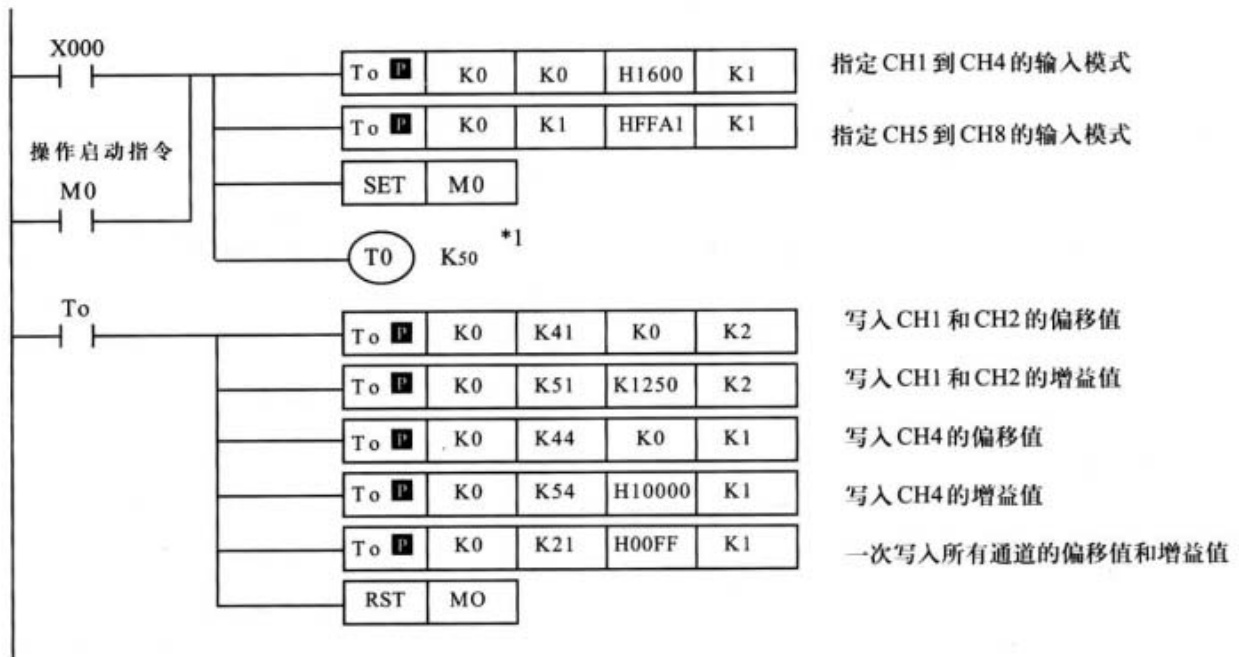 X000
To P K0 K0 H1600 K1 指定CH1到CH4的输入模式
To P K0 K1 HFFA1 K1 指定CH5到CH8的输入模式
操作启动指令
SET M0
M0
T0 K50 *1
To
To P K0 K41 K0 K2 写入CH1和CH2的偏移值
To P K0 K51 K1250 K2 写入CH1和CH2的增益值
To P K0 K44 K0 K1 写入CH4的偏移值
To P K0 K54 H10000 K1 写入CH4的增益值
To P K0 K21 H00FF K1 一次写入所有通道的偏移值和增益值
RST MO